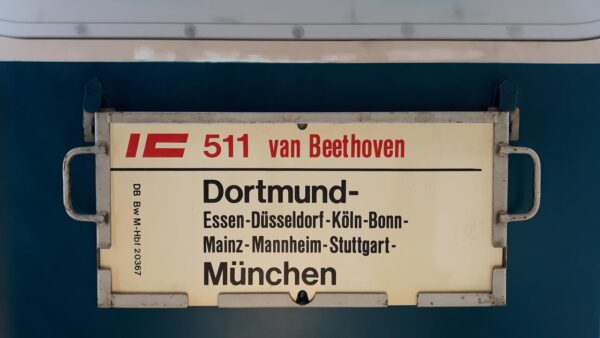 IC 511 van Beethoven
Dortmund-
Essen-Düsseldorf-Köln-Bonn-
Mainz-Mannheim-Stuttgart-
München
DB Bw M-Hbf 20367